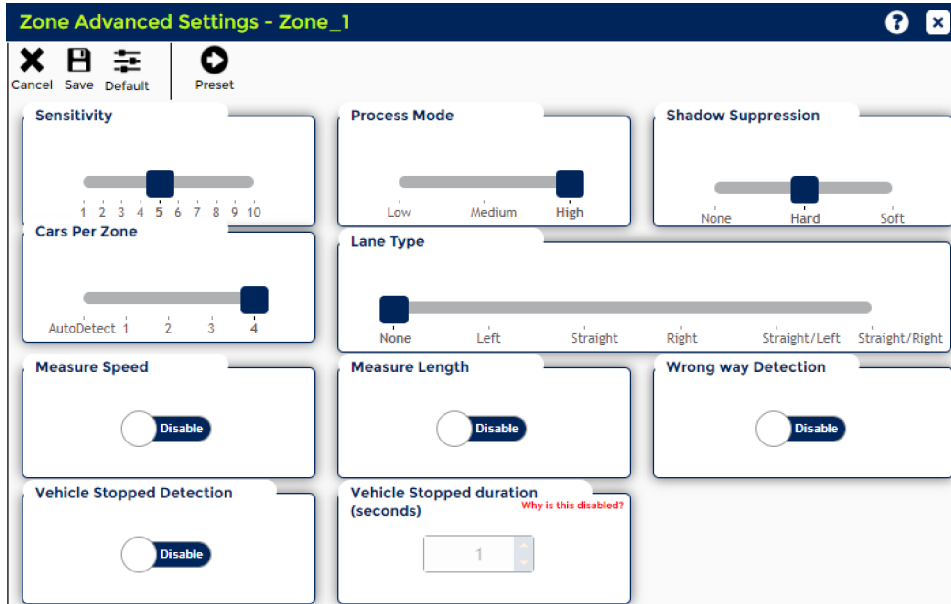 Zone Advanced Settings - Zone_1
?
Cancel Save Default Preset
Sensitivity
1 2 3 4 5 6 7 8 9 10
Process Mode
Low Medium High
Shadow Suppression
None Hard Soft
Cars Per Zone
AutoDetect 1 2 3 4
Lane Type
None Left Straight Right Straight/Left Straight/Right
Measure Speed
Disable
Measure Length
Disable
Wrong way Detection
Disable
Vehicle Stopped Detection
Disable
Vehicle Stopped duration
(seconds)
Why is this disabled?
1